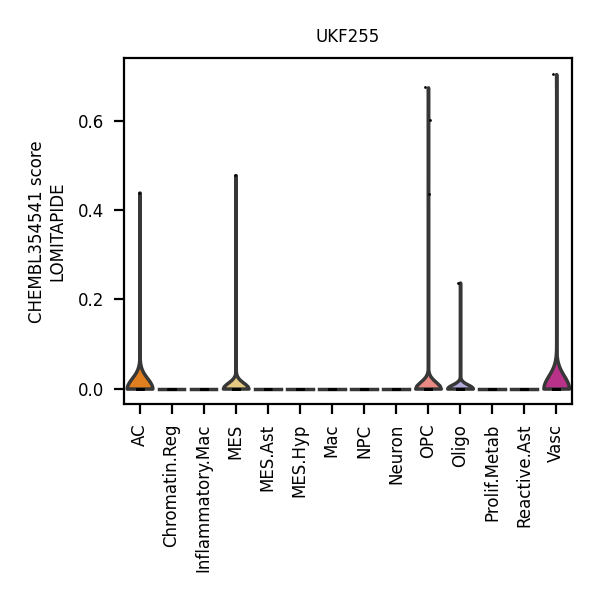 UKF255
CHEMBL354541 score
LOMITAPIDE
0.6
0.4
0.2
0.0
AC
Chromatin.Reg
Inflammatory.Mac
MES
MES.Ast
MES.Hyp
Mac
NPC
Neuron
OPC
Oligo
Prolif.Metab
Reactive.Ast
Vasc